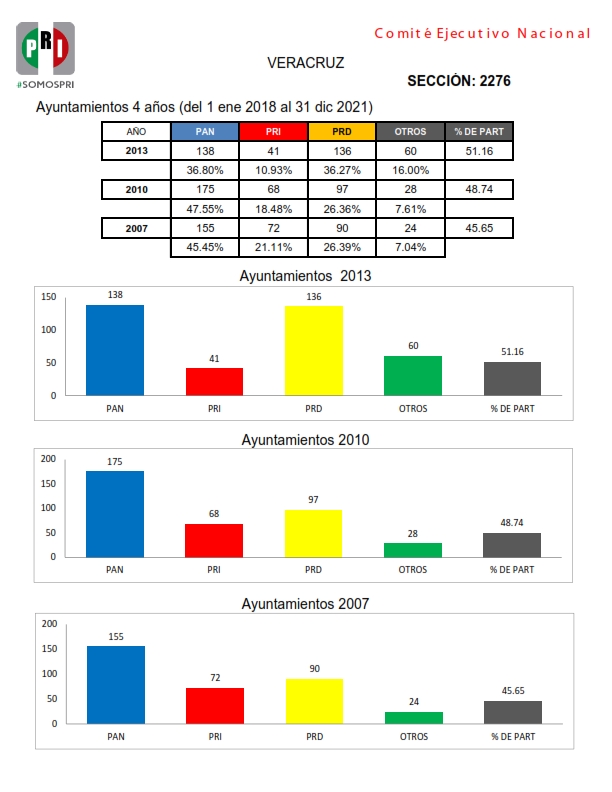 Comité Ejecutivo Nacional
PRI
#SOMOSPRI
VERACRUZ
SECCIÓN: 2276
Ayuntamientos 4 años (del 1 ene 2018 al 31 dic 2021)
AÑO PAN PRI PRD OTROS % DE PART
2013 138 41 136 60 51.16
36.80% 10.93% 36.27% 16.00%
2010 175 68 97 28 48.74
47.55% 18.48% 26.36% 7.61%
2007 155 72 90 24 45.65
45.45% 21.11% 26.39% 7.04%
Ayuntamientos 2013
150
100
50
0
138 41 136 60 51.16
PAN PRI PRD OTROS % DE PART
Ayuntamientos 2010
200
150
100
50
0
175 68 97 28 48.74
PAN PRI PRD OTROS % DE PART
Ayuntamientos 2007
200
150
100
50
0
155 72 90 24 45.65
PAN PRI PRD OTROS % DE PART